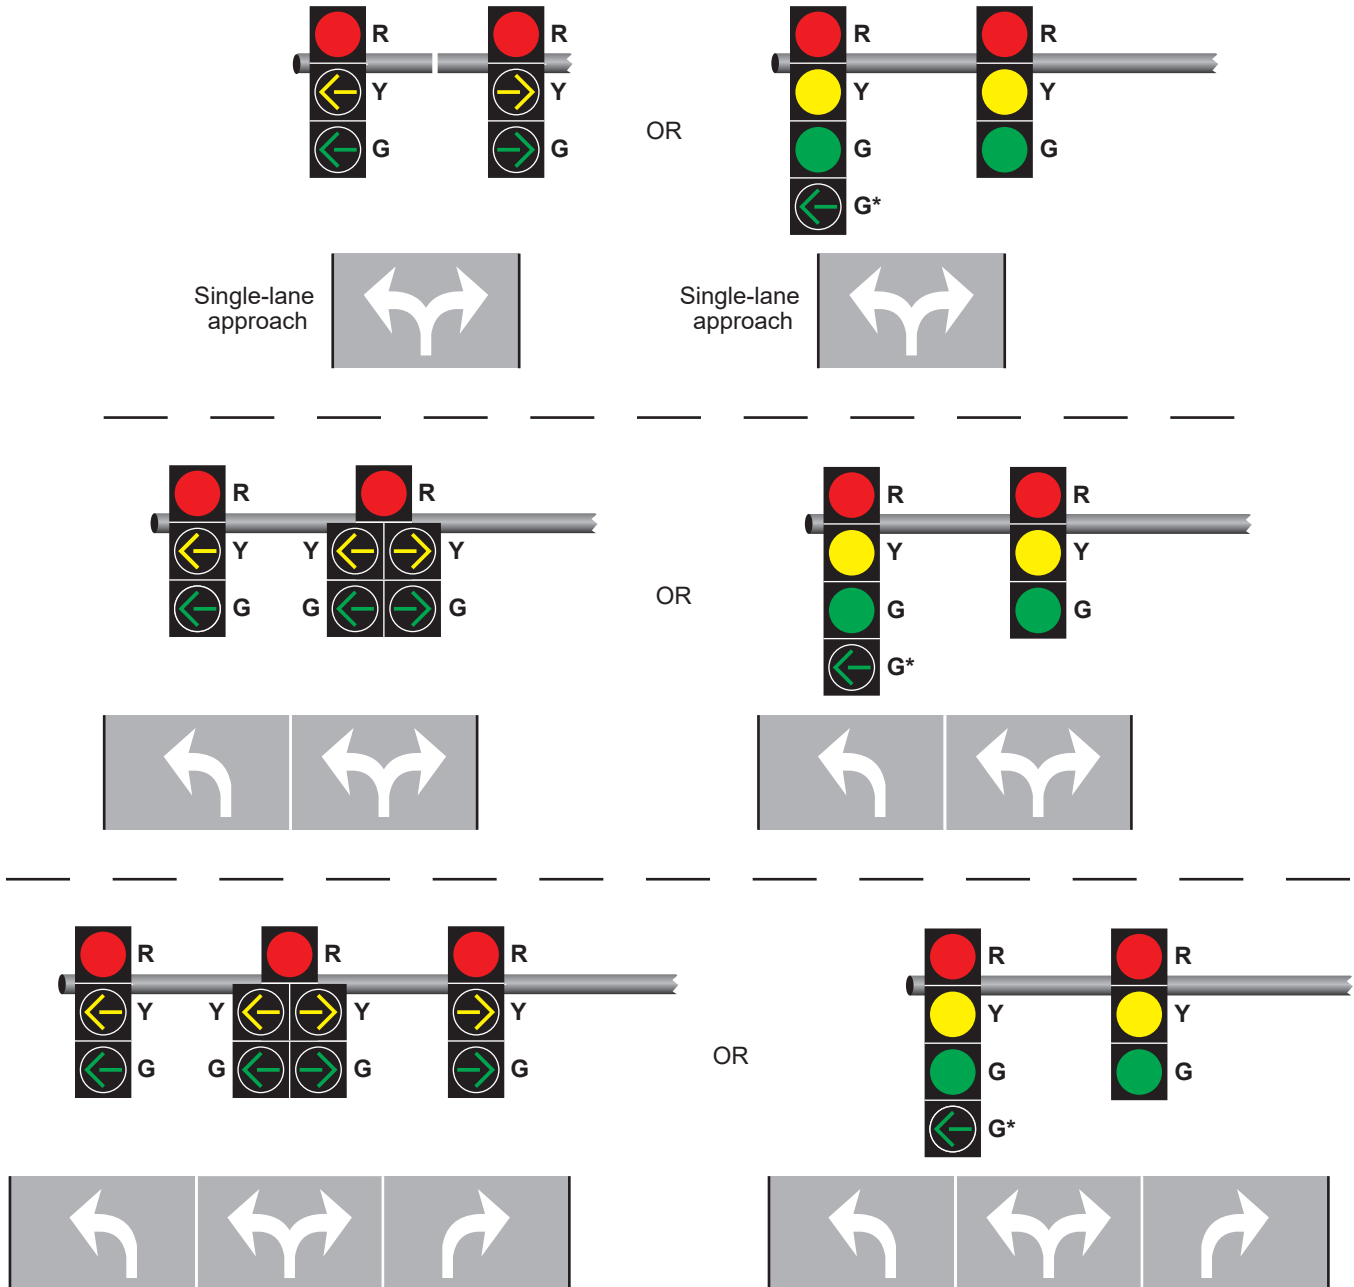 R R R R
Y Y Y Y
OR
G G G G
G*
Single-lane
approach
Single-lane
approach
R R R R
Y Y Y Y Y
OR
G G G G G
G*
R R R R R
Y Y Y Y Y Y
OR
G G G G G G
G*